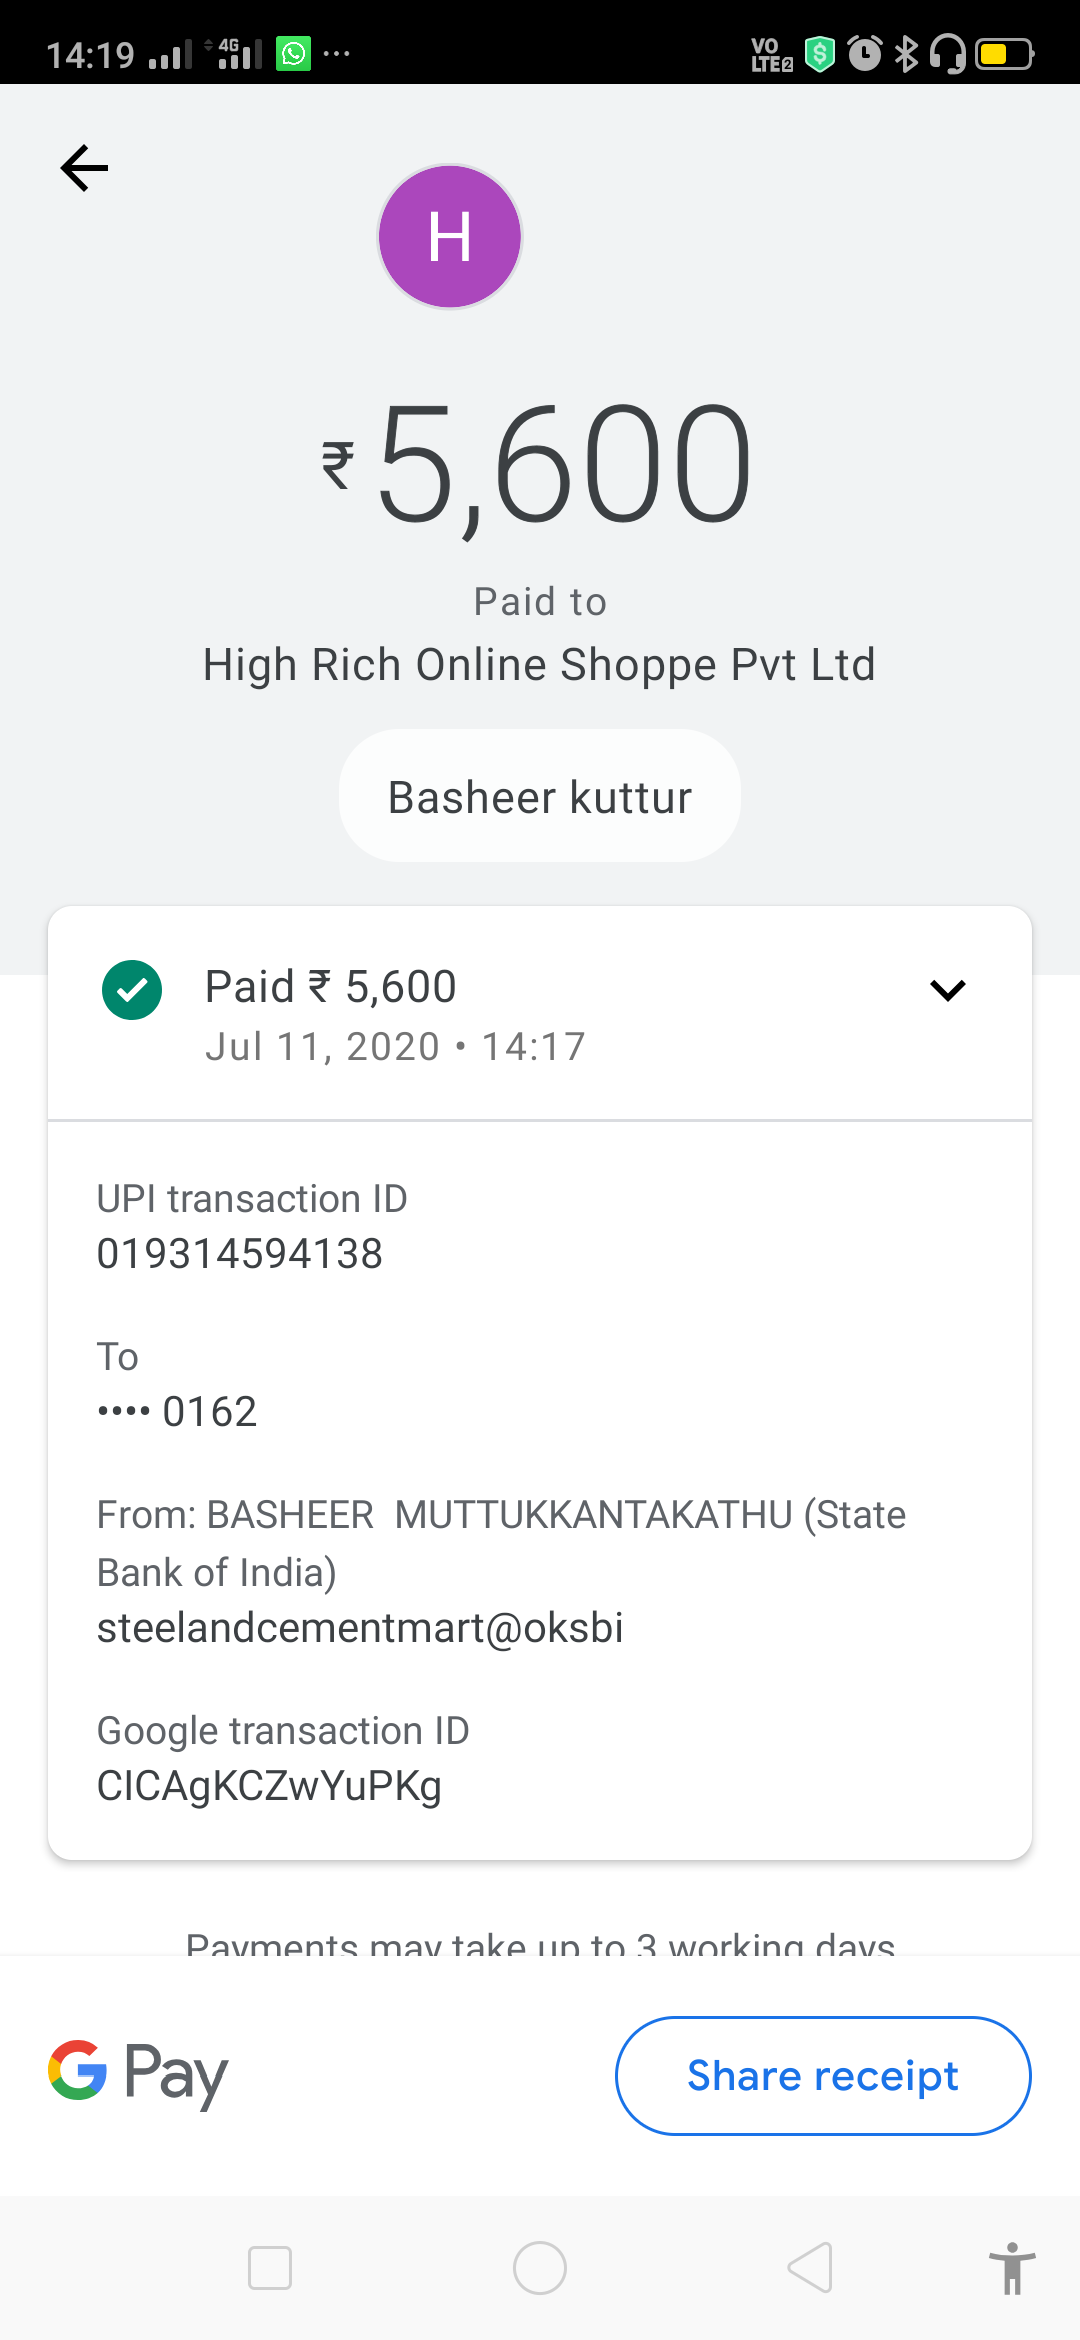 14:19 4G VO LTE 2
H
₹5,600
Paid to
High Rich Online Shoppe Pvt Ltd
Basheer kuttur
Paid ₹ 5,600
Jul 11, 2020 • 14:17
UPI transaction ID
019314594138
To
•••• 0162
From: BASHEER  MUTTUKKANTAKATHU (State
Bank of India)
steelandcementmart@oksbi
Google transaction ID
CICAgKCZwYuPKg
Payments may take up to 3 working days
G Pay
Share receipt